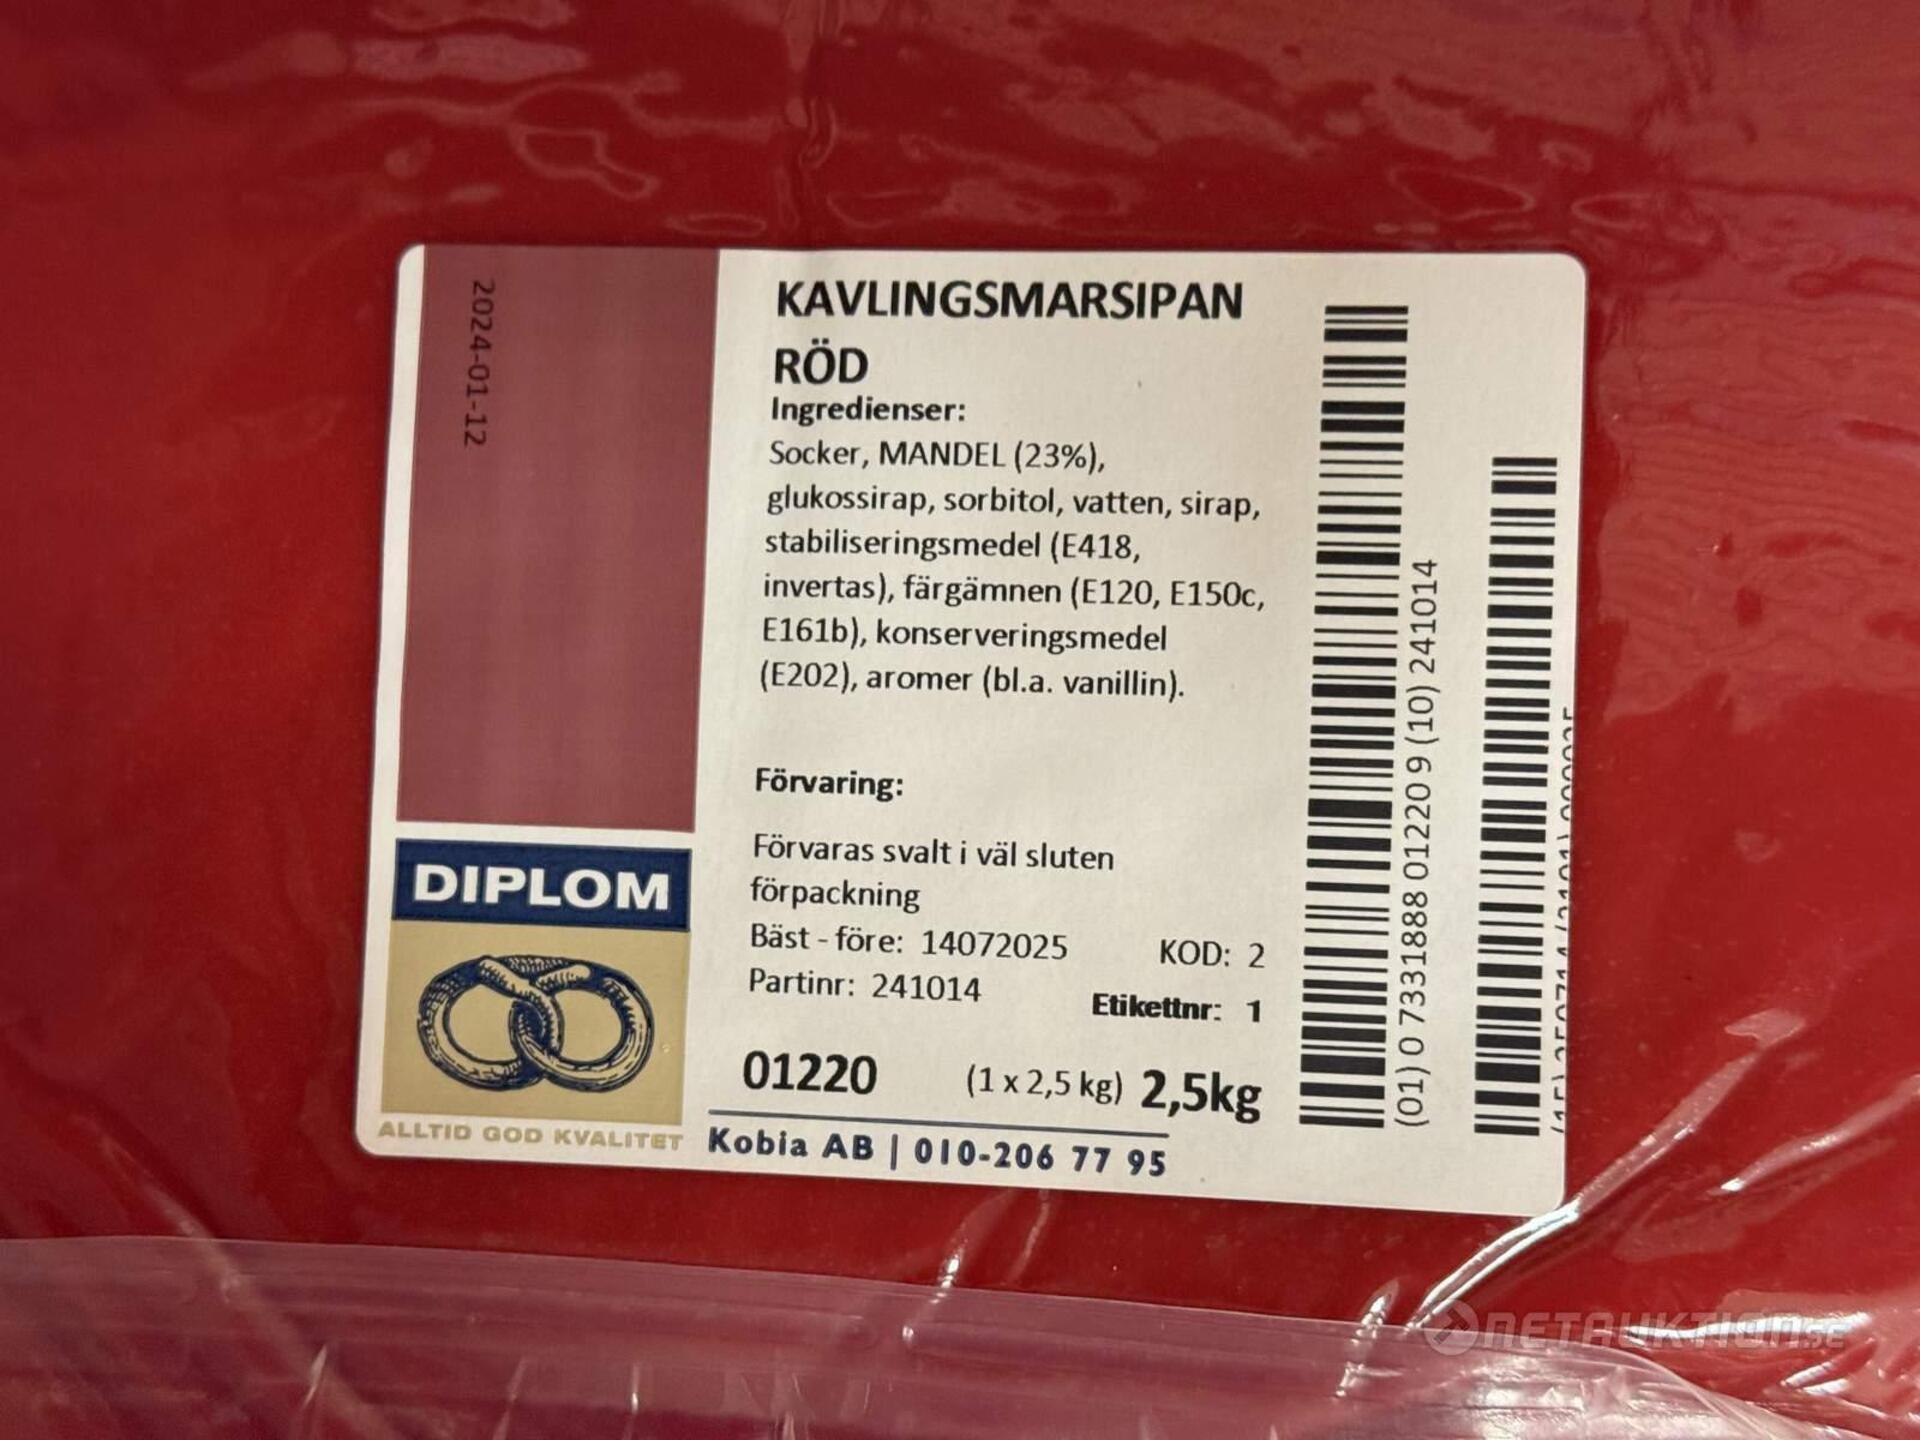 2024-01-12
KAVLINGSMARSIPAN
RÖD
Ingredienser:
Socker, MANDEL (23%),
glukossirap, sorbitol, vatten, sirap,
stabiliseringsmedel (E418,
invertas), färgämnen (E120, E150c,
E161b), konserveringsmedel
(E202), aromer (bl.a. vanillin).
Förvaring:
Förvaras svalt i väl sluten
förpackning
Bäst - före: 14072025 KOD: 2
Partinr: 241014 Etikettnr: 1
01220 (1 x 2,5 kg) 2,5kg
DIPLOM
ALLTID GOD KVALITET
Kobia AB | 010-206 77 95
(01) 0 7331888 01220 9 (10) 241014
NETAUKTION.SE